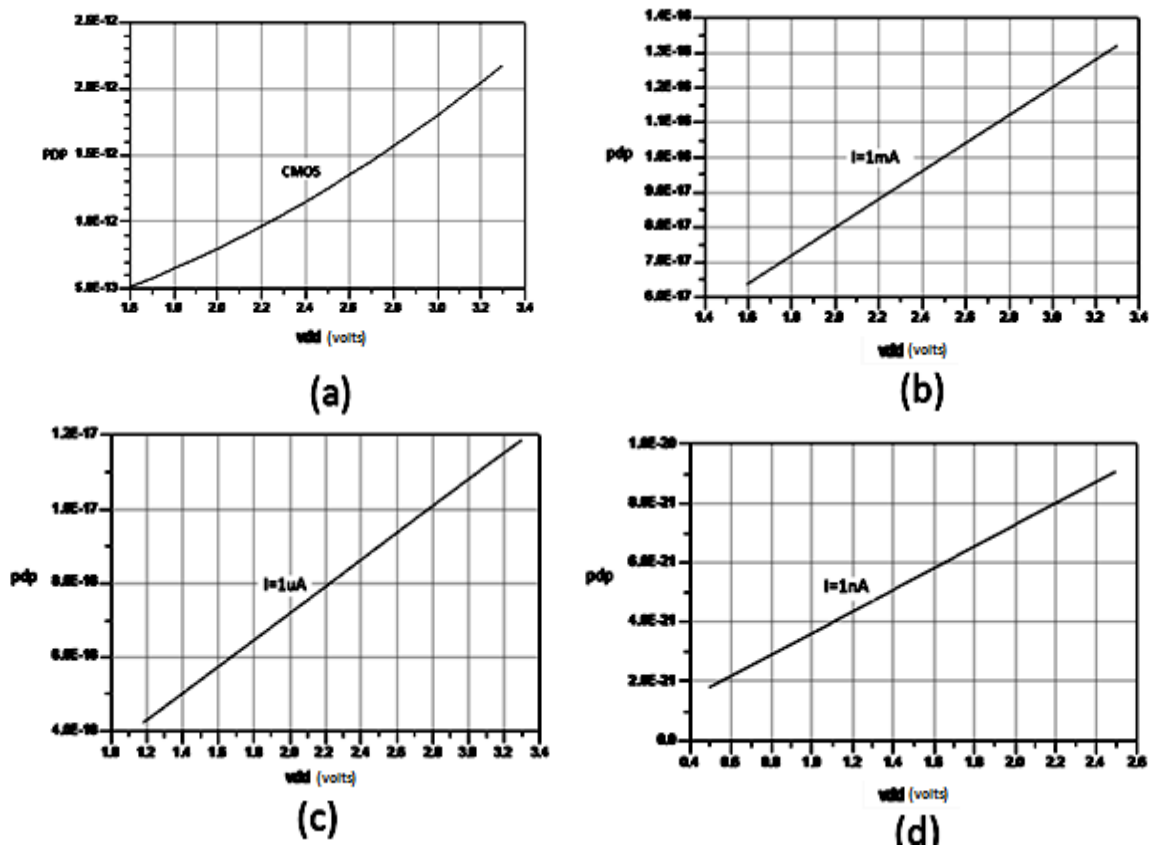 2.5E-12
2.0E-12
PDP
1.5E-12
CMOS
1.0E-12
5.0E-13
1.6 1.8 2.0 2.2 2.4 2.6 2.8 3.0 3.2 3.4
vdd (volts)
(a)
1.4E-16
1.3E-16
1.2E-16
1.1E-16
pdp
1.0E-16
I=1mA
9.0E-17
8.0E-17
7.0E-17
6.0E-17
1.4 1.6 1.8 2.0 2.2 2.4 2.6 2.8 3.0 3.2 3.4
vdd (volts)
(b)
1.2E-17
1.0E-17
pdp
8.0E-18
I=1uA
6.0E-18
4.0E-18
1.0 1.2 1.4 1.6 1.8 2.0 2.2 2.4 2.6 2.8 3.0 3.2 3.4
vdd (volts)
(c)
1.0E-20
8.0E-21
pdp
6.0E-21
I=1nA
4.0E-21
2.0E-21
0.0
0.4 0.6 0.8 1.0 1.2 1.4 1.6 1.8 2.0 2.2 2.4 2.6
vdd (volts)
(d)